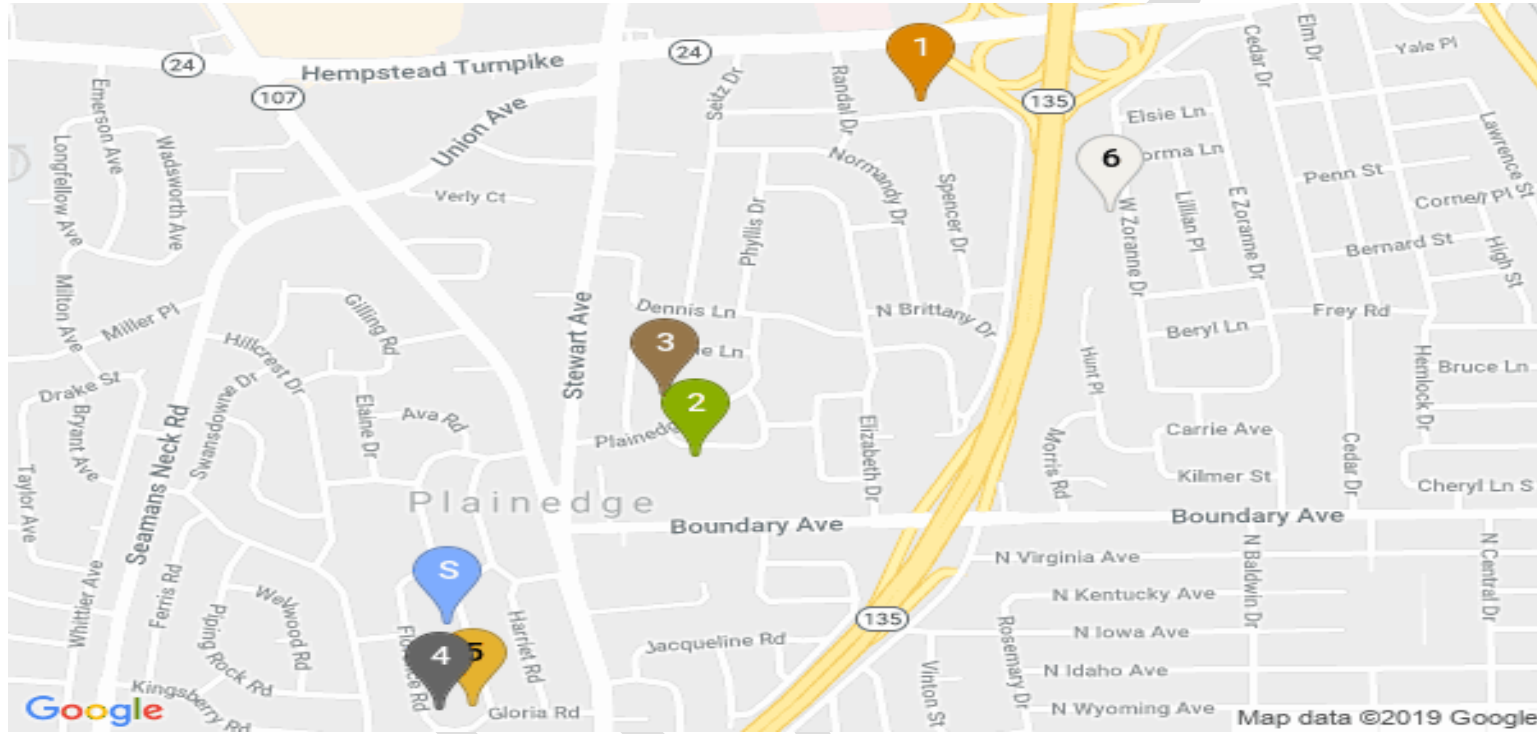 24
Hempstead Turnpike
24
107
Union Ave
Verly Ct
Emerson Ave
Longfellow Ave
Wadsworth Ave
Milton Ave
Miller Pl
Drake St
Bryant Ave
Taylor Ave
Whittier Ave
Seamans Neck Rd
Ferris Rd
Swansdowne Dr
Hillcrest Dr
Gilling Rd
Elaine Dr
Ava Rd
Stewart Ave
Seitz Dr
Randal Dr
1
135
Normandy Dr
Spencer Dr
Phyllis Dr
Dennis Ln
N Brittany Dr
3
2
Elizabeth Dr
Plainedge
Boundary Ave
S
4
5
Harriet Rd
Gloria Rd
Wellwood Rd
Piping Rock Rd
Kingsberry Rd
Jacqueline Rd
135
Vinton St
Rosemary Dr
Cedar Dr
Elm Dr
Yale Pl
Elsie Ln
6
Lillian Pl
W Zoranne Dr
E Zoranne Dr
Penn St
Lawrence St
Cornell Pl
Bernard St
High St
Frey Rd
Beryl Ln
Hunt Pl
Hemlock Dr
Bruce Ln
Carrie Ave
Morris Rd
Kilmer St
Cedar Dr
Cheryl Ln S
Boundary Ave
N Virginia Ave
N Baldwin Dr
N Central Dr
N Kentucky Ave
N Iowa Ave
N Idaho Ave
N Wyoming Ave
Google
Map data ©2019 Google